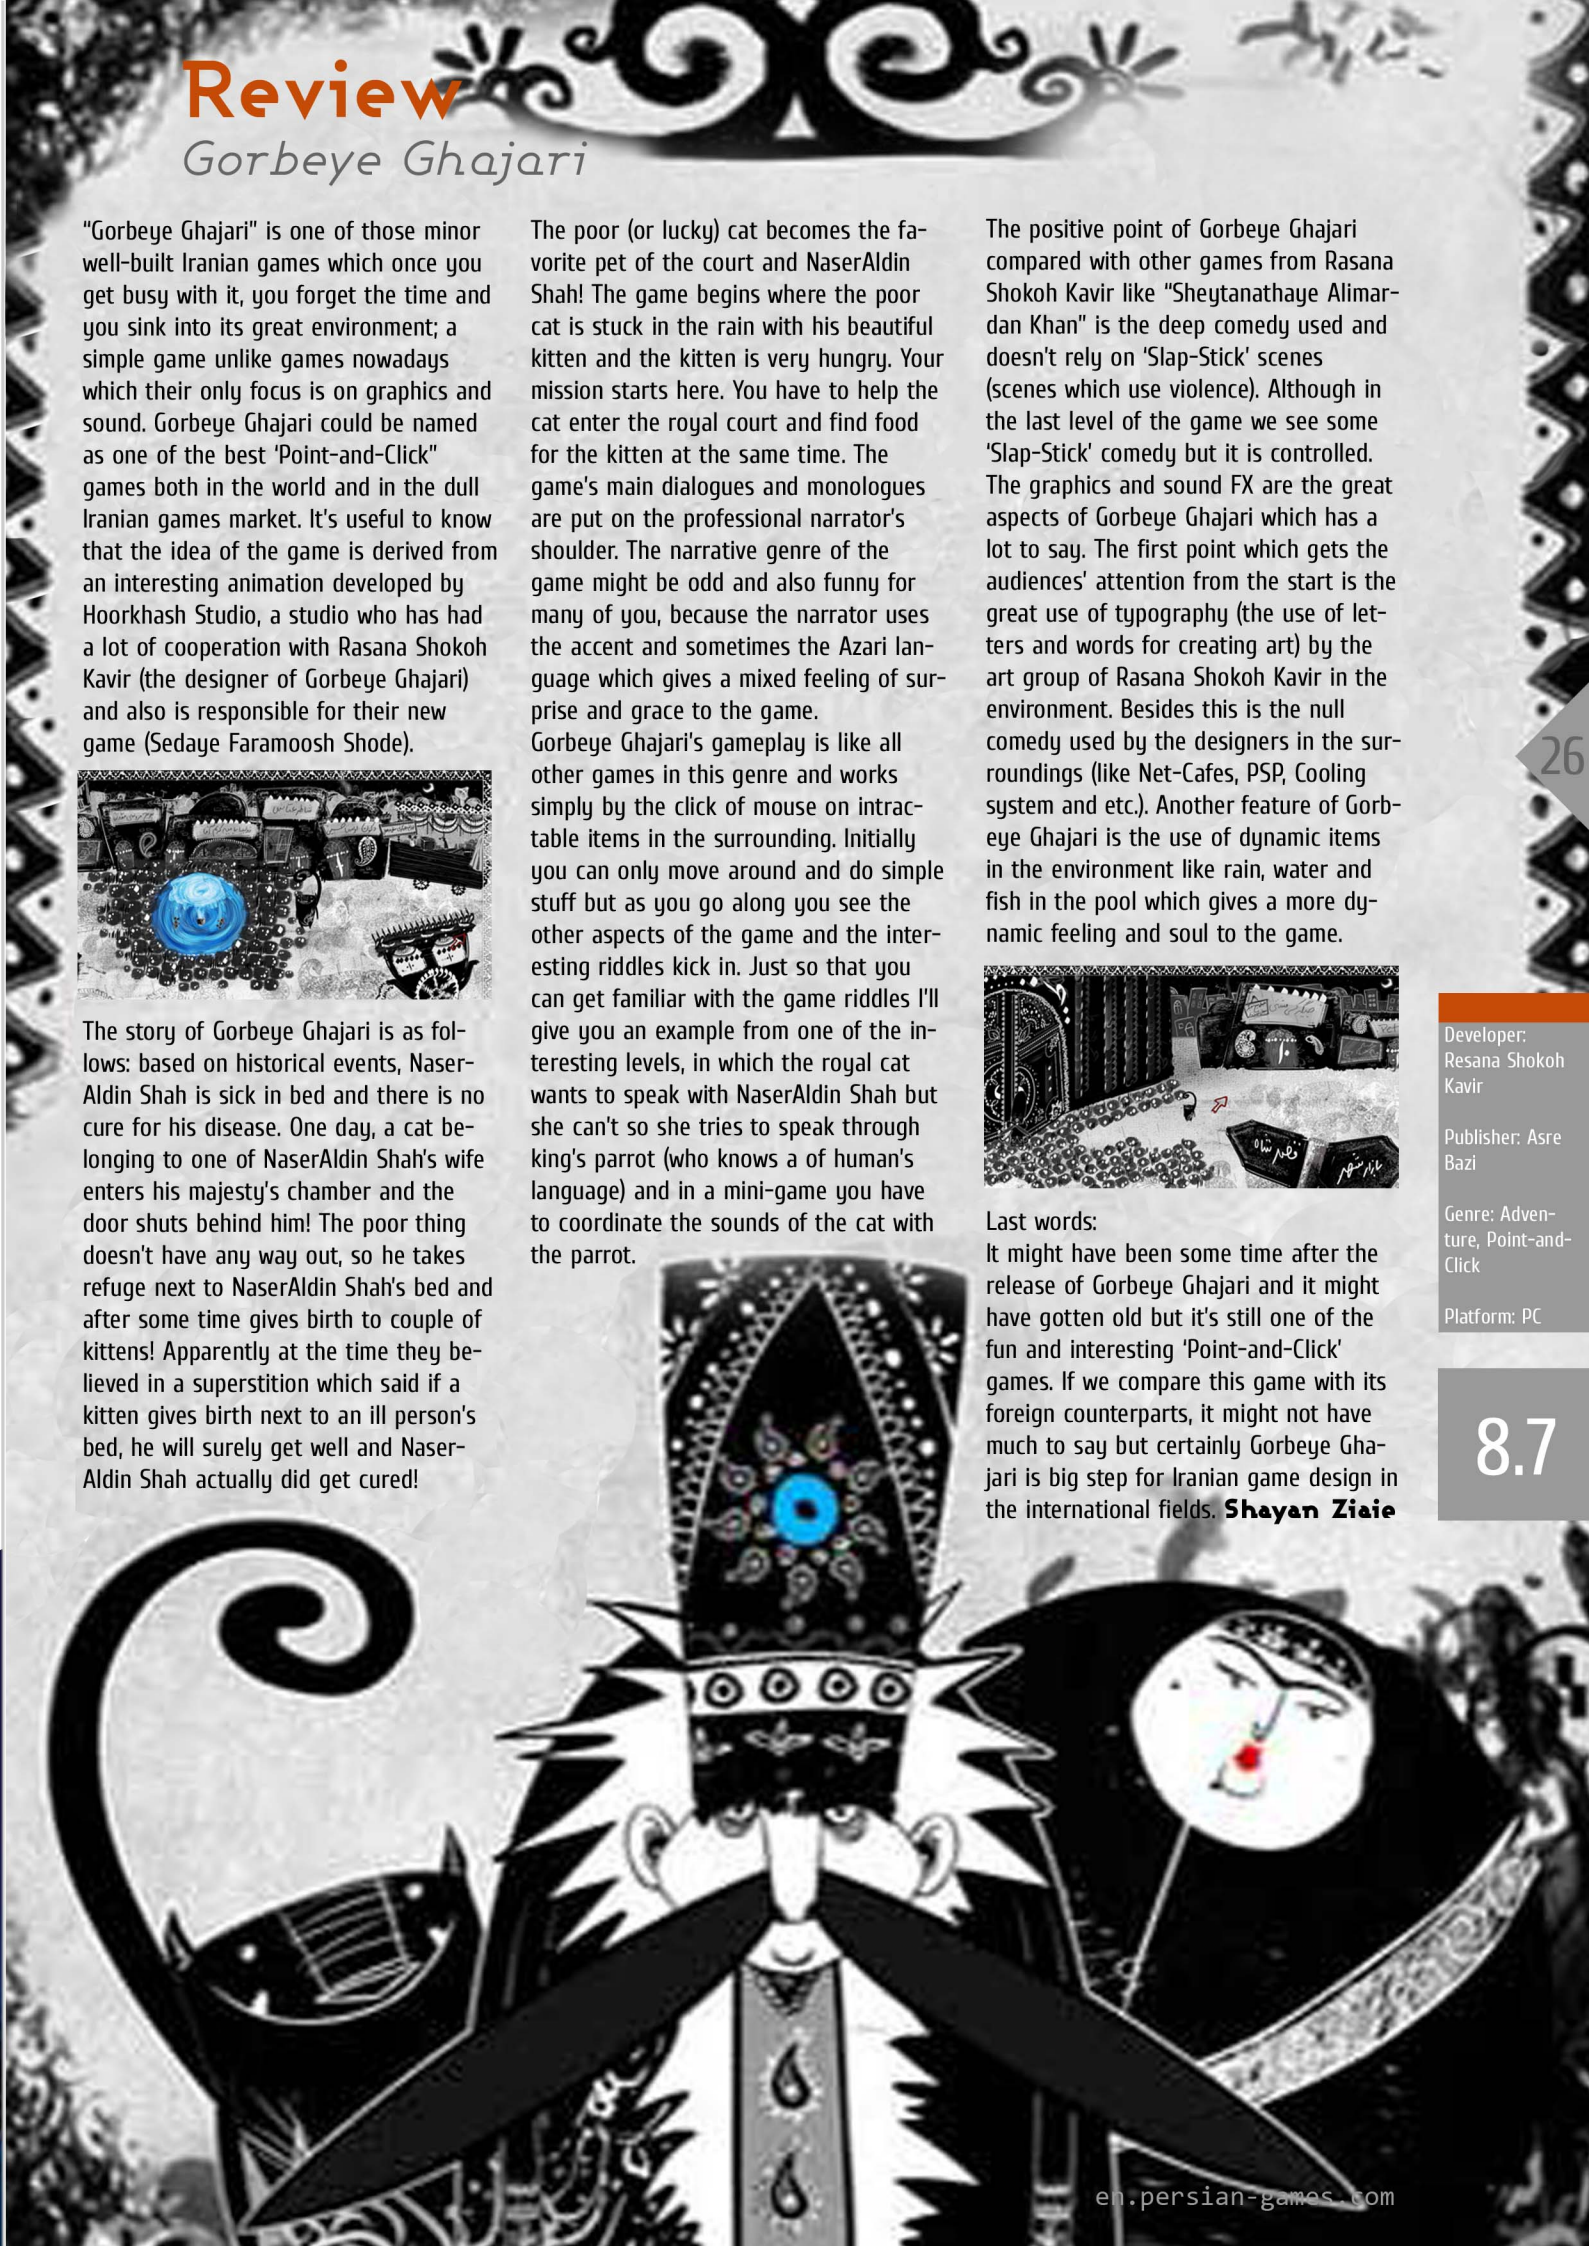 Review
Gorbeye Ghajari
“Gorbeye Ghajari” is one of those minor
well-built Iranian games which once you
get busy with it, you forget the time and
you sink into its great environment; a
simple game unlike games nowadays
which their only focus is on graphics and
sound. Gorbeye Ghajari could be named
as one of the best ‘Point-and-Click”
games both in the world and in the dull
Iranian games market. It's useful to know
that the idea of the game is derived from
an interesting animation developed by
Hoorkhash Studio, a studio who has had
a lot of cooperation with Rasana Shokoh
Kavir (the designer of Gorbeye Ghajari)
and also is responsible for their new
game (Sedaye Faramoosh Shode).
The story of Gorbeye Ghajari is as fol-
lows: based on historical events, Naser-
Aldin Shah is sick in bed and there is no
cure for his disease. One day, a cat be-
longing to one of NaserAldin Shah's wife
enters his majesty's chamber and the
door shuts behind him! The poor thing
doesn't have any way out, so he takes
refuge next to NaserAldin Shah's bed and
after some time gives birth to couple of
kittens! Apparently at the time they be-
lieved in a superstition which said if a
kitten gives birth next to an ill person's
bed, he will surely get well and Naser-
Aldin Shah actually did get cured!
The poor (or lucky) cat becomes the fa-
vorite pet of the court and NaserAldin
Shah! The game begins where the poor
cat is stuck in the rain with his beautiful
kitten and the kitten is very hungry. Your
mission starts here. You have to help the
cat enter the royal court and find food
for the kitten at the same time. The
game's main dialogues and monologues
are put on the professional narrator's
shoulder. The narrative genre of the
game might be odd and also funny for
many of you, because the narrator uses
the accent and sometimes the Azari lan-
guage which gives a mixed feeling of sur-
prise and grace to the game.
Gorbeye Ghajari's gameplay is like all
other games in this genre and works
simply by the click of mouse on intrac-
table items in the surrounding. Initially
you can only move around and do simple
stuff but as you go along you see the
other aspects of the game and the inter-
esting riddles kick in. Just so that you
can get familiar with the game riddles I'll
give you an example from one of the in-
teresting levels, in which the royal cat
wants to speak with NaserAldin Shah but
she can't so she tries to speak through
king's parrot (who knows a of human's
language) and in a mini-game you have
to coordinate the sounds of the cat with
the parrot.
The positive point of Gorbeye Ghajari
compared with other games from Rasana
Shokoh Kavir like “Sheytanathaye Alimar-
dan Khan” is the deep comedy used and
doesn't rely on ‘Slap-Stick’ scenes
(scenes which use violence). Although in
the last level of the game we see some
‘Slap-Stick’ comedy but it is controlled.
The graphics and sound FX are the great
aspects of Gorbeye Ghajari which has a
lot to say. The first point which gets the
audiences’ attention from the start is the
great use of typography (the use of let-
ters and words for creating art) by the
art group of Rasana Shokoh Kavir in the
environment. Besides this is the null
comedy used by the designers in the sur-
roundings (like Net-Cafes, PSP, Cooling
system and etc.). Another feature of Gorb-
eye Ghajari is the use of dynamic items
in the environment like rain, water and
fish in the pool which gives a more dy-
namic feeling and soul to the game.
Last words:
It might have been some time after the
release of Gorbeye Ghajari and it might
have gotten old but it's still one of the
fun and interesting ‘Point-and-Click’
games. If we compare this game with its
foreign counterparts, it might not have
much to say but certainly Gorbeye Gha-
jari is big step for Iranian game design in
the international fields. Shayan Ziaie
26
Developer:
Resana Shokoh
Kavir
Publisher: Asre
Bazi
Genre: Adven-
ture, Point-and-
Click
Platform: PC
8.7
en.persian-games.com